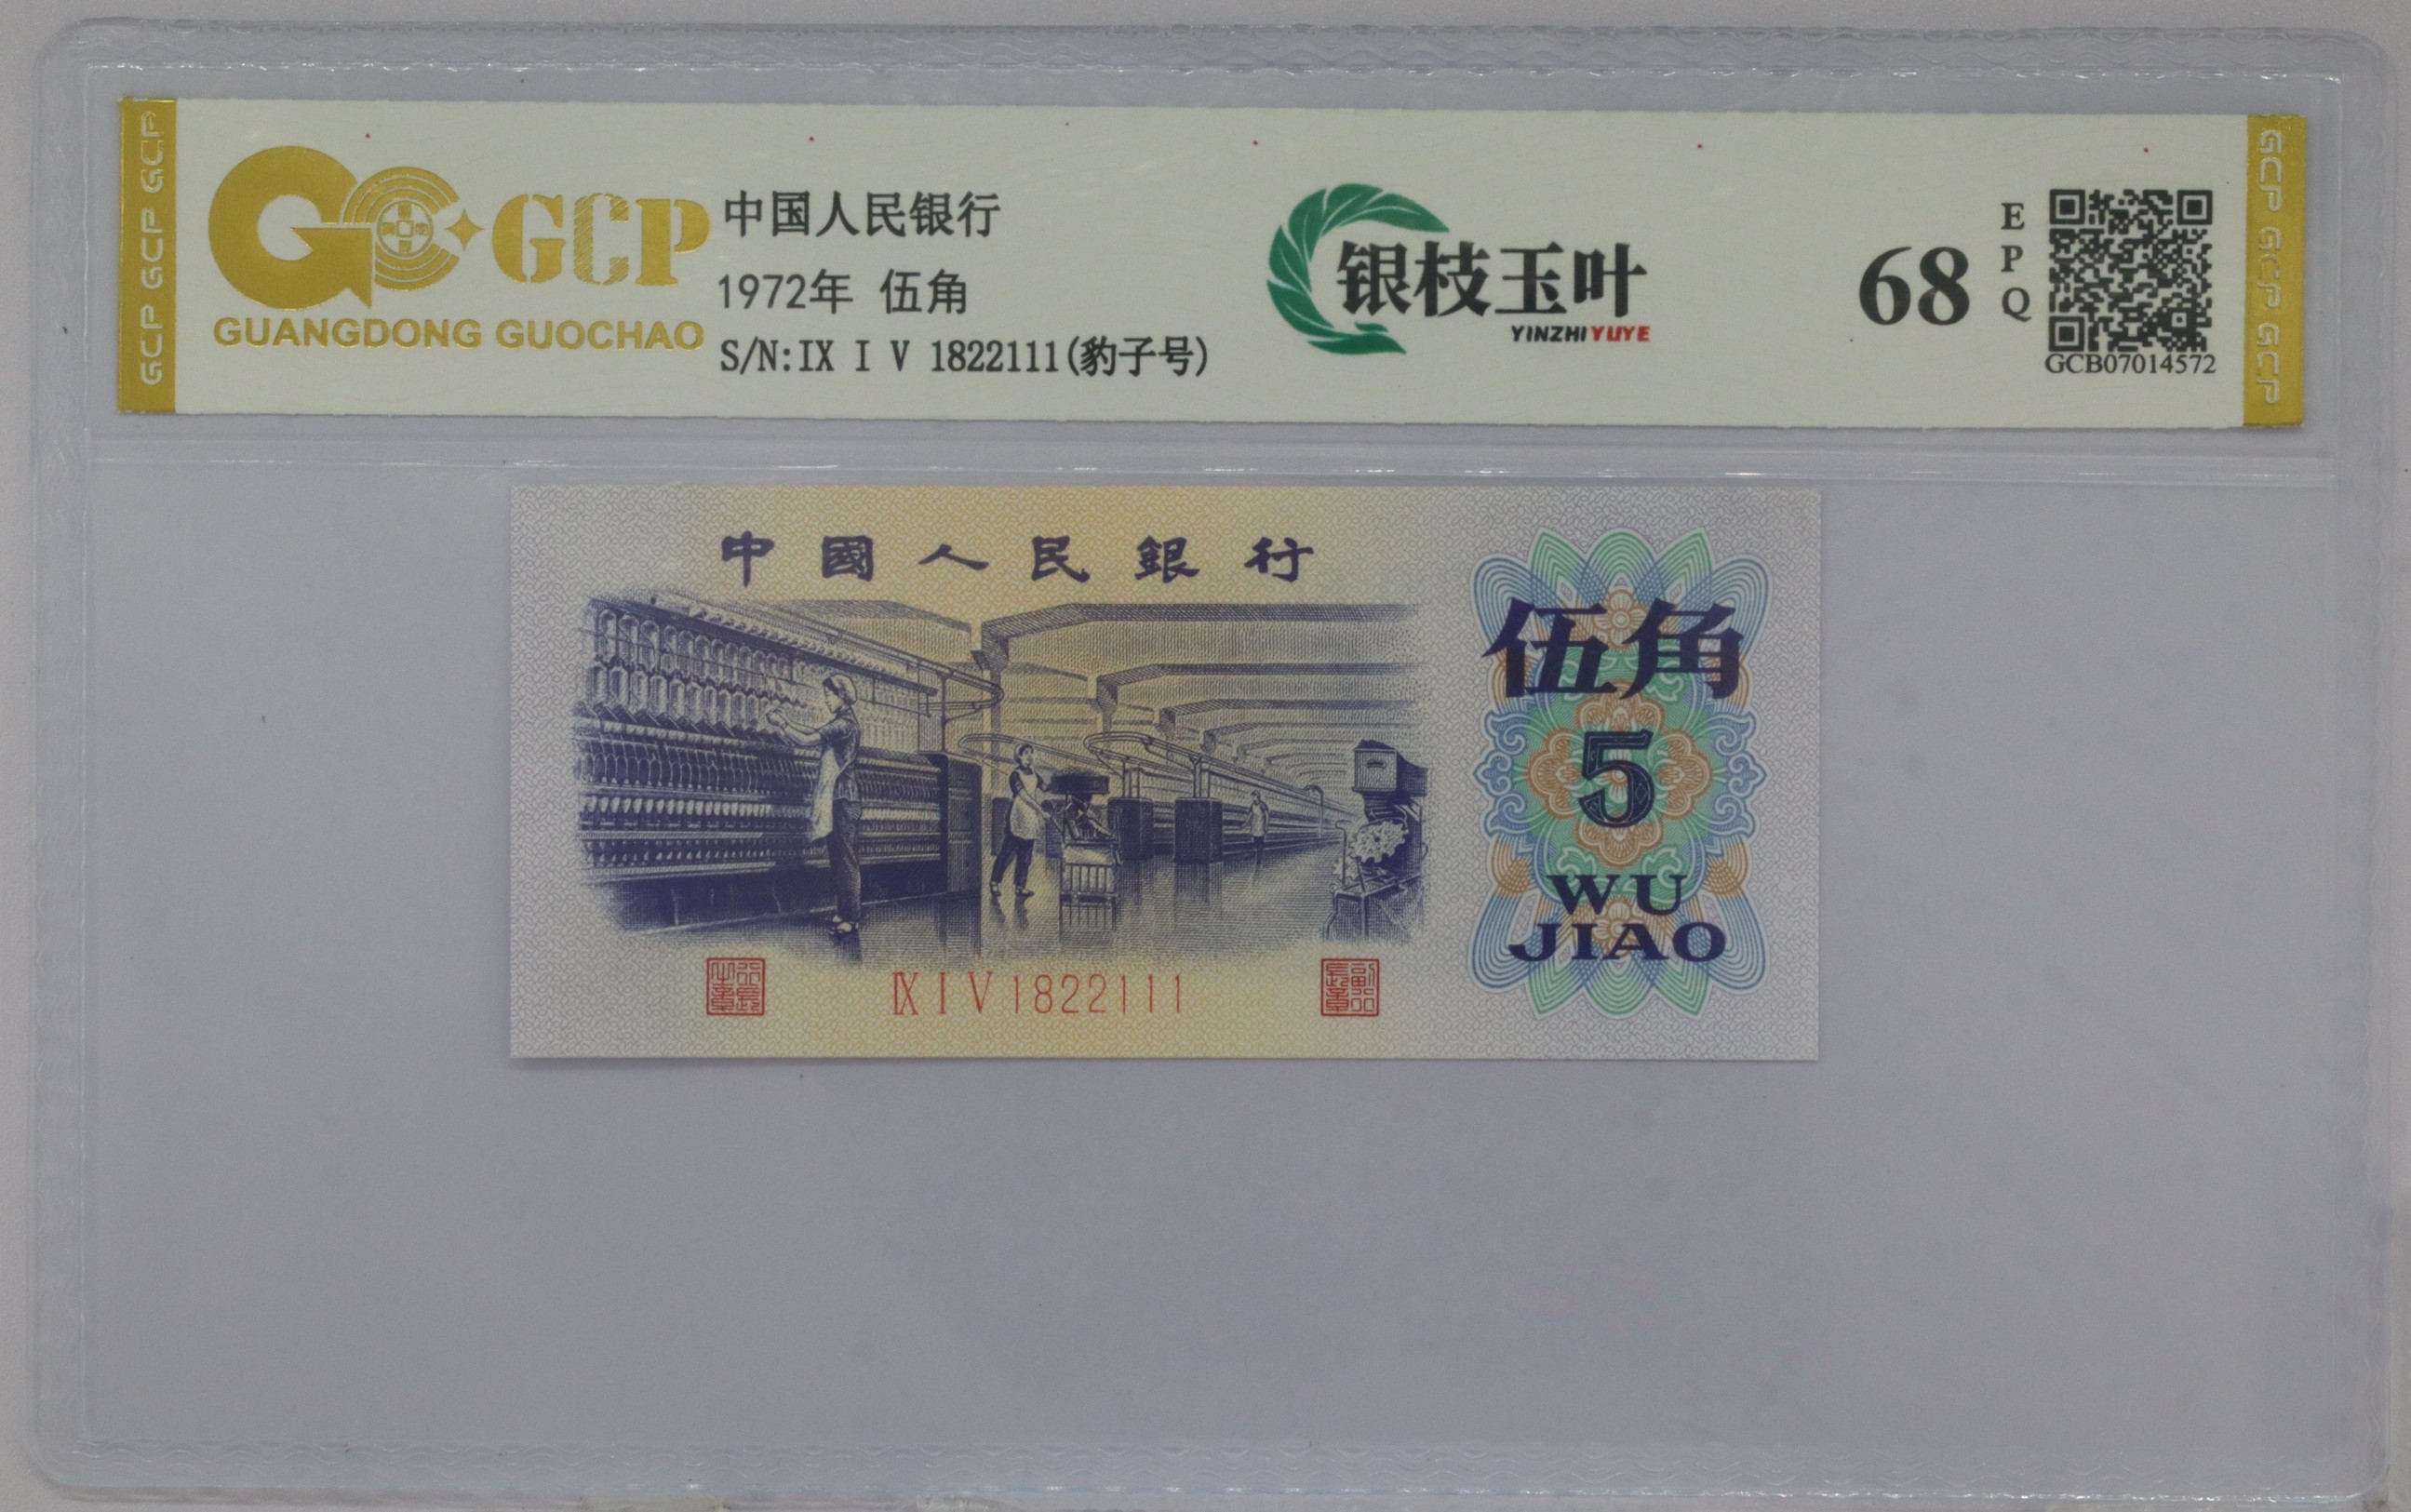 GCP GCP GCP
GCP
GUANGDONG GUOCHAO
中国人民银行
1972年 伍角
S/N:IX I V 1822111(豹子号)
银枝玉叶
YINZHI YUYE
68
EPQ
GCB07014572
GCP GCP GCP
中國人民銀行
伍角
5
WU
JIAO
IX I V 1822111